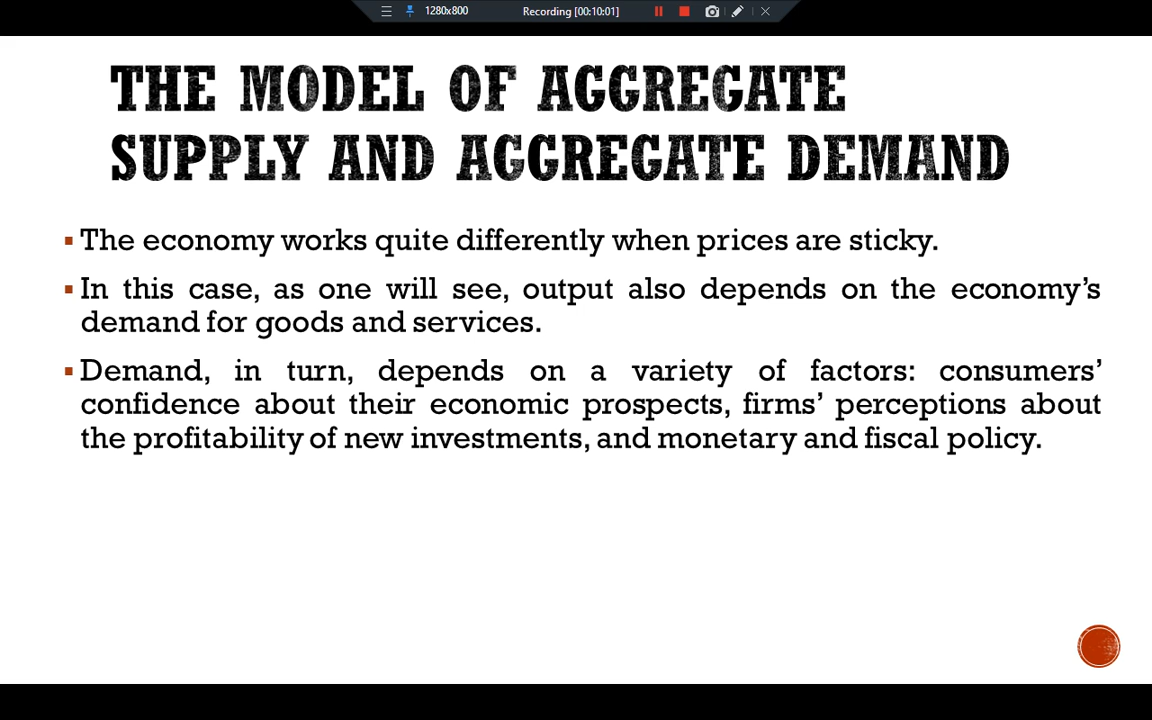 1280x800
Recording [00:10:01]
THE MODEL OF AGGREGATE
SUPPLY AND AGGREGATE DEMAND
The economy works quite differently when prices are sticky.
In this case, as one will see, output also depends on the economy’s
demand for goods and services.
Demand, in turn, depends on a variety of factors: consumers’
confidence about their economic prospects, firms’ perceptions about
the profitability of new investments, and monetary and fiscal policy.